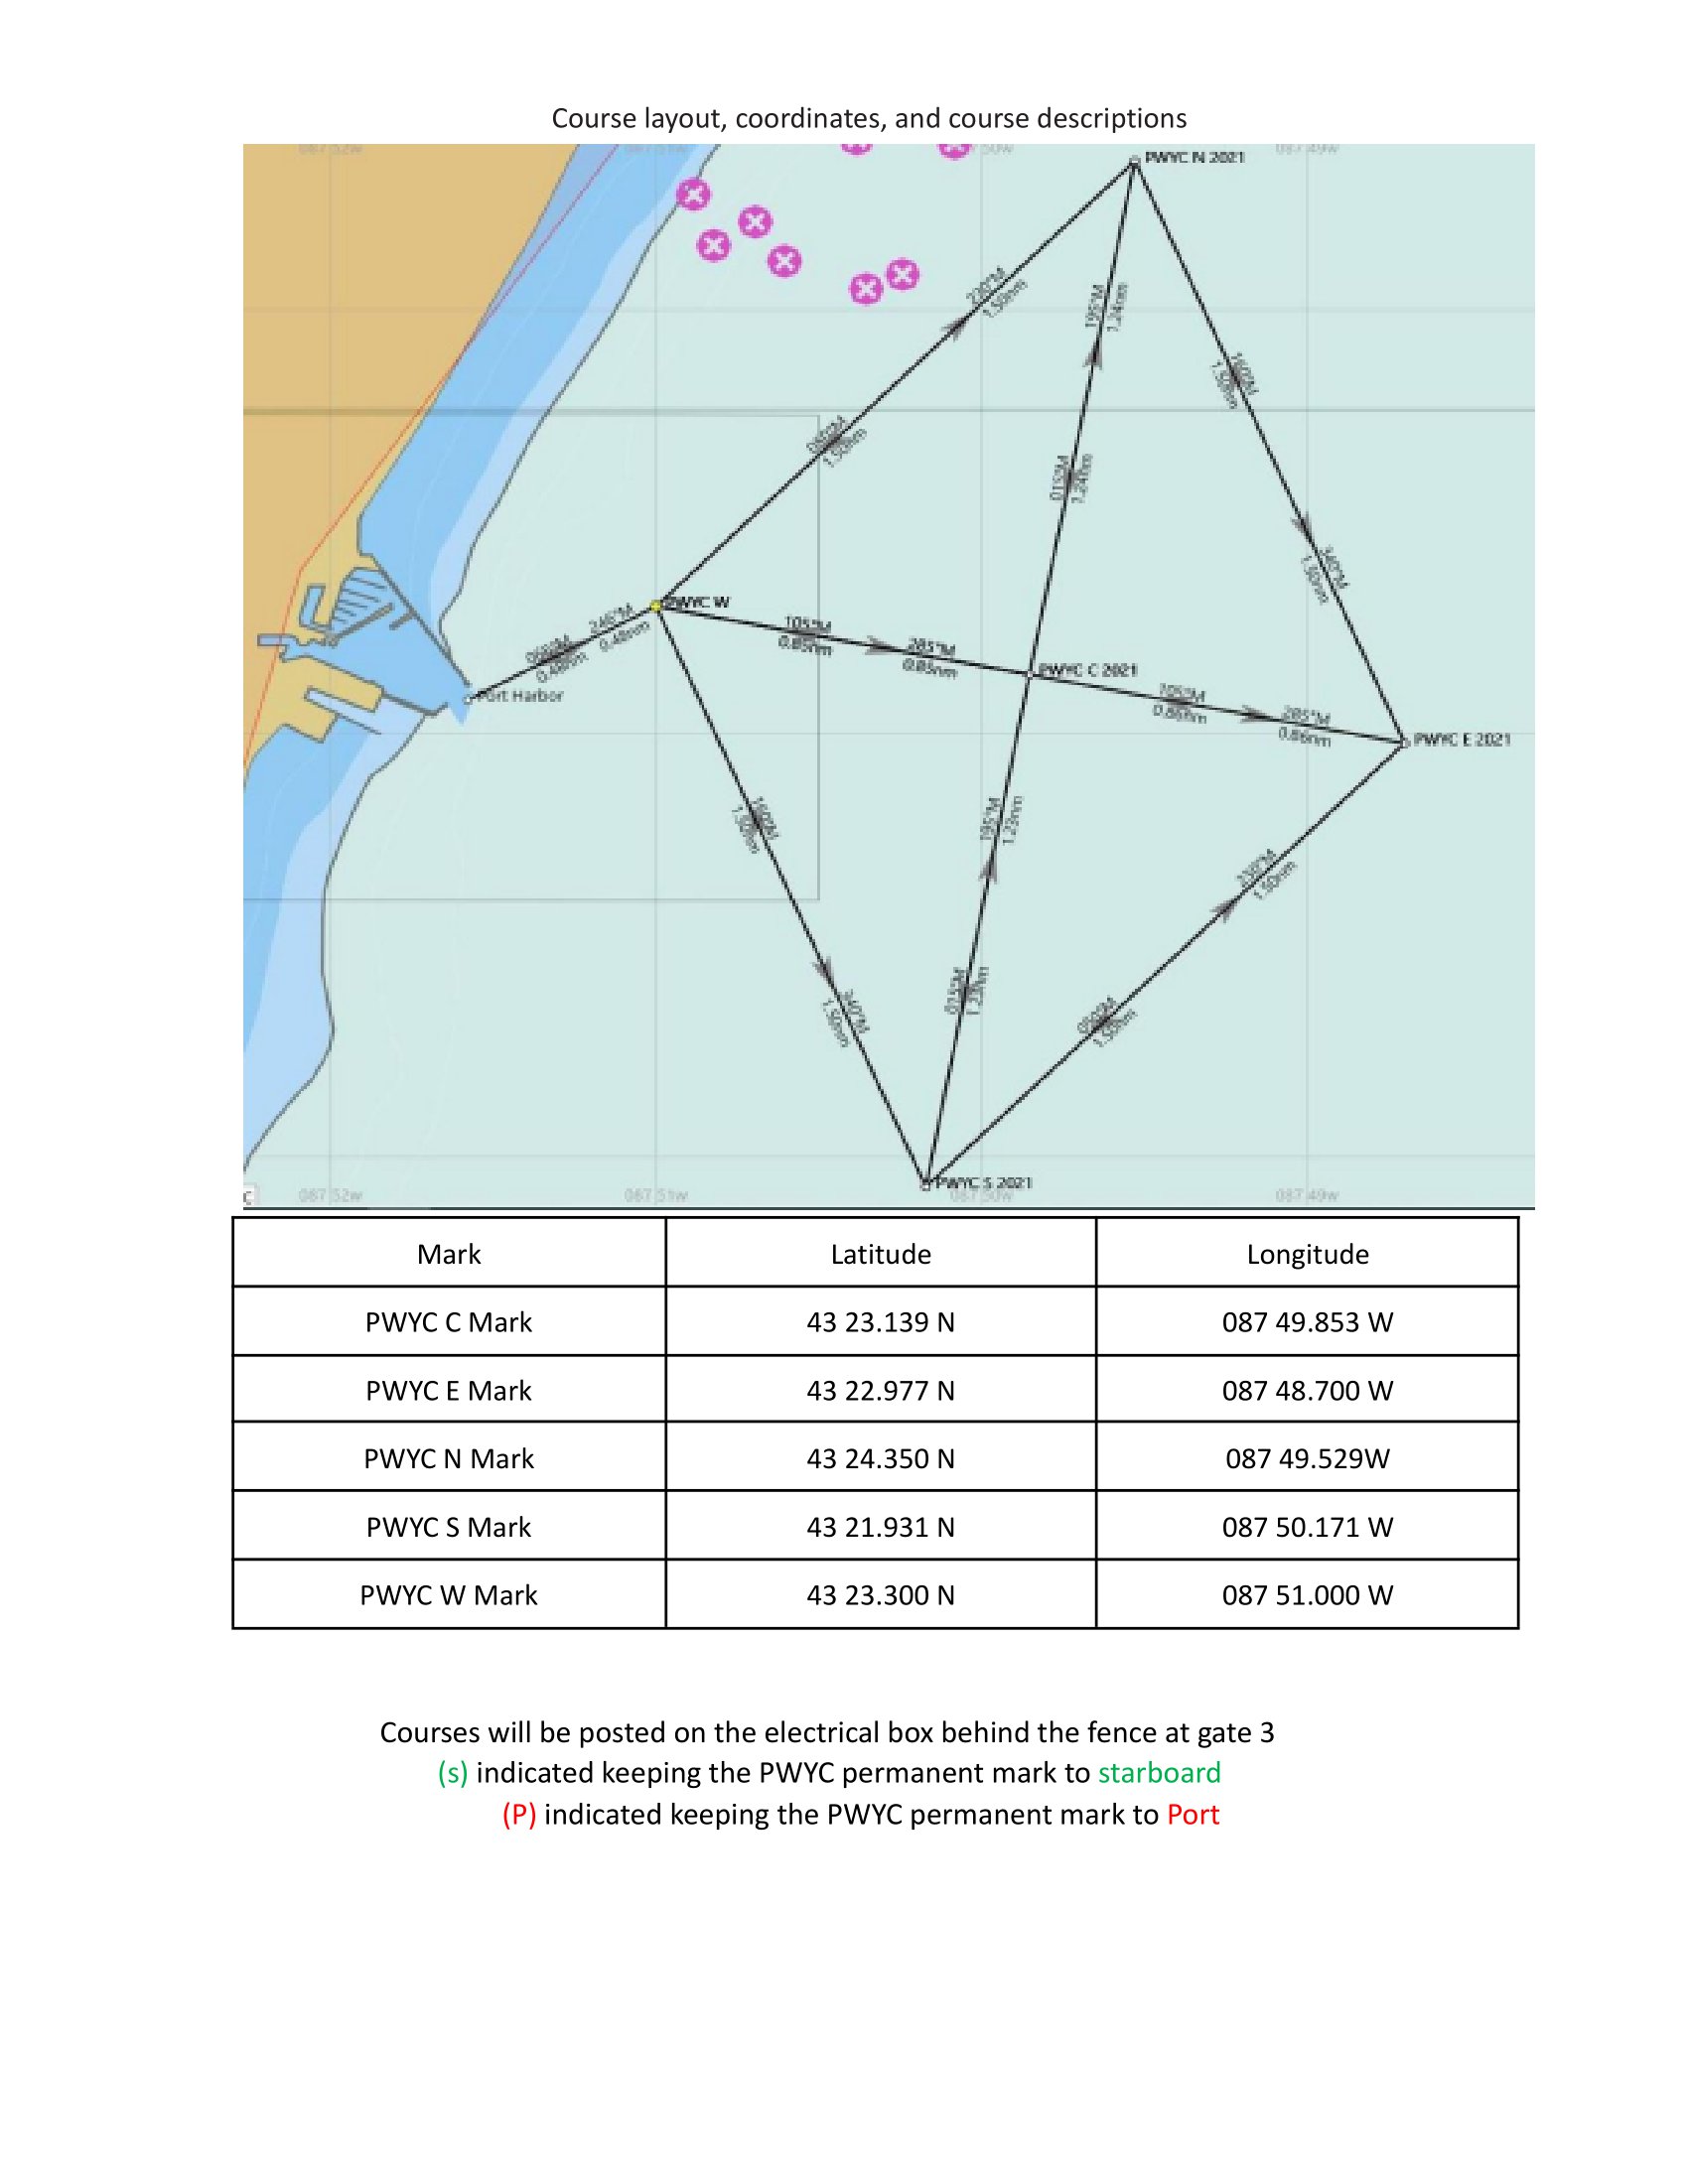 Course layout, coordinates, and course descriptions
087 52w 087 51w 50w 087 49w
PWYC N 2021
230°M
1.50nm
195°M
1.24nm
160°M
1.50nm
050°M
1.50nm
015°M
1.24nm
340°M
1.50nm
PWYC W
246°M
0.48nm
0.48nm
105°M
0.85nm
285°M
0.85nm
PWYC C 2021
Port Harbor
105°M
0.86nm
285°M
0.86nm
PWYC E 2021
160°M
1.50nm
195°M
1.23nm
230°M
1.50nm
340°M
1.50nm
015°M
1.23nm
050°M
1.50nm
PWYC S 2021
C 087 52w 087 51w 087 50w 087 49w
Mark Latitude Longitude
PWYC C Mark 43 23.139 N 087 49.853 W
PWYC E Mark 43 22.977 N 087 48.700 W
PWYC N Mark 43 24.350 N 087 49.529W
PWYC S Mark 43 21.931 N 087 50.171 W
PWYC W Mark 43 23.300 N 087 51.000 W
Courses will be posted on the electrical box behind the fence at gate 3
(s) indicated keeping the PWYC permanent mark to starboard
(P) indicated keeping the PWYC permanent mark to Port